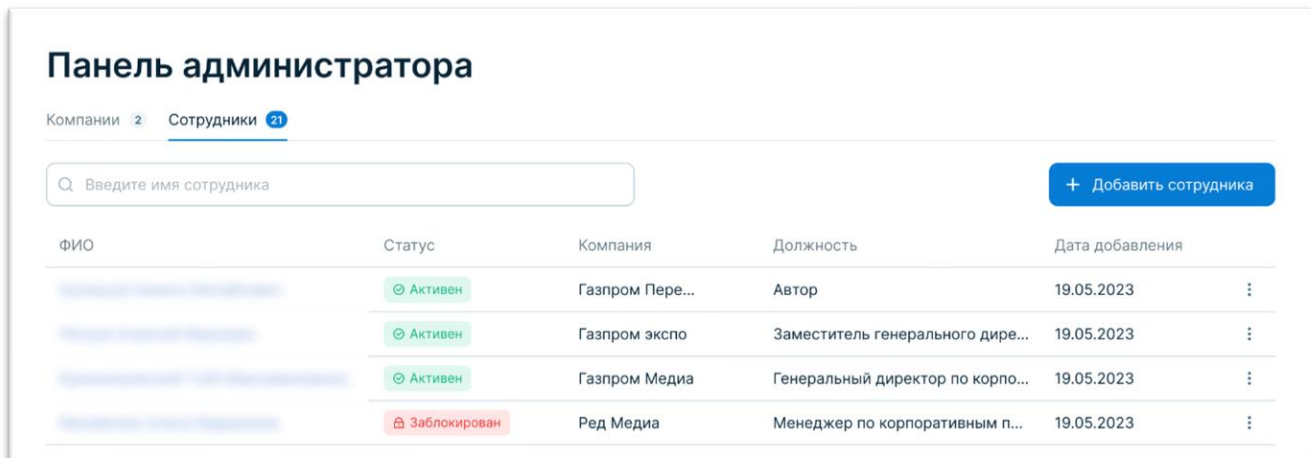 Панель администратора
Компании 2 Сотрудники 21
Введите имя сотрудника
+ Добавить сотрудника
ФИО Статус Компания Должность Дата добавления
Активен Газпром Пере... Автор 19.05.2023
Активен Газпром экспо Заместитель генерального дире... 19.05.2023
Активен Газпром Медиа Генеральный директор по корпо... 19.05.2023
Заблокирован Ред Медиа Менеджер по корпоративным п... 19.05.2023